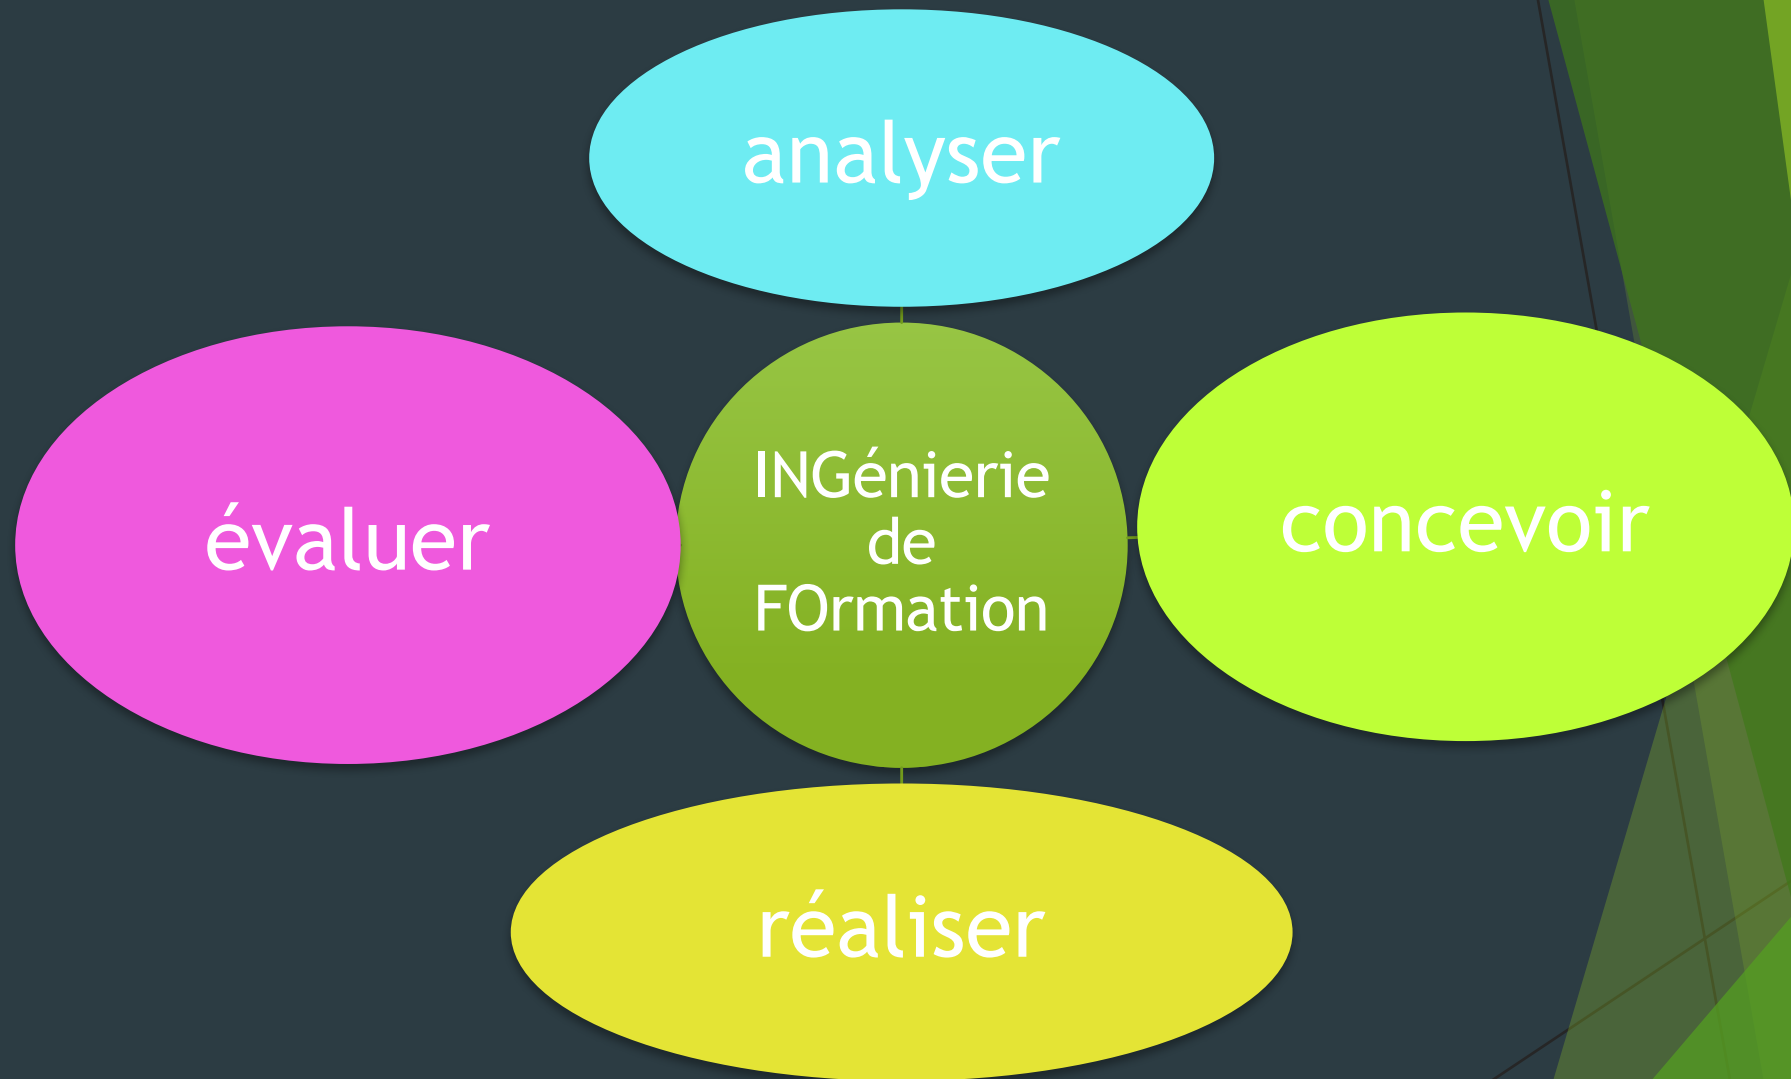 analyser
évaluer
INGénierie
de
FOrmation
concevoir
réaliser